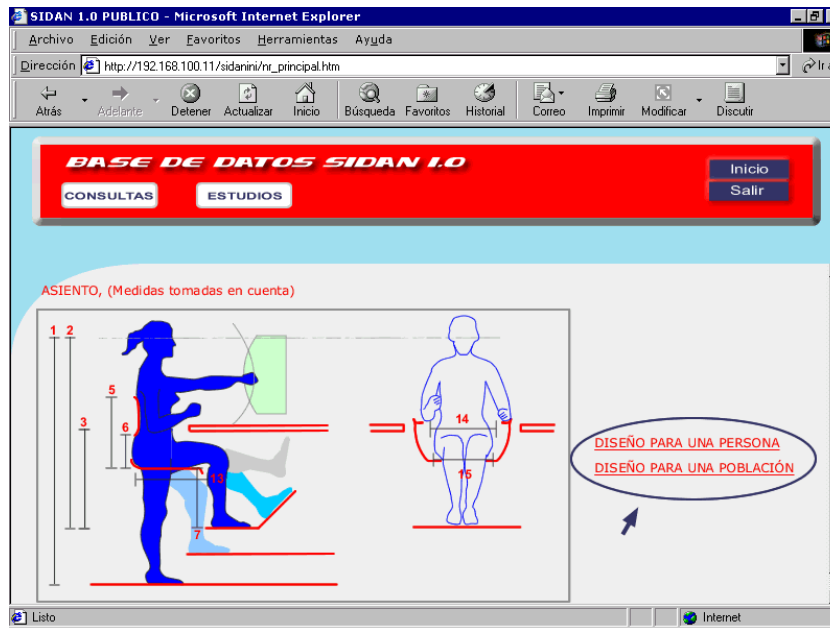 SIDAN 1.0 PUBLICO - Microsoft Internet Explorer
Archivo Edición Ver Favoritos Herramientas Ayuda
Dirección http://192.168.100.11/sidanini/nr_principal.htm Ir a
Atrás Adelante Detener Actualizar Inicio Búsqueda Favoritos Historial Correo Imprimir Modificar Discutir
BASE DE DATOS SIDAN 1.0
Inicio
CONSULTAS ESTUDIOS
Salir
ASIENTO, (Medidas tomadas en cuenta)
1 2
5
3
6
14
13
15
7
DISEÑO PARA UNA PERSONA
DISEÑO PARA UNA POBLACIÓN
Listo Internet